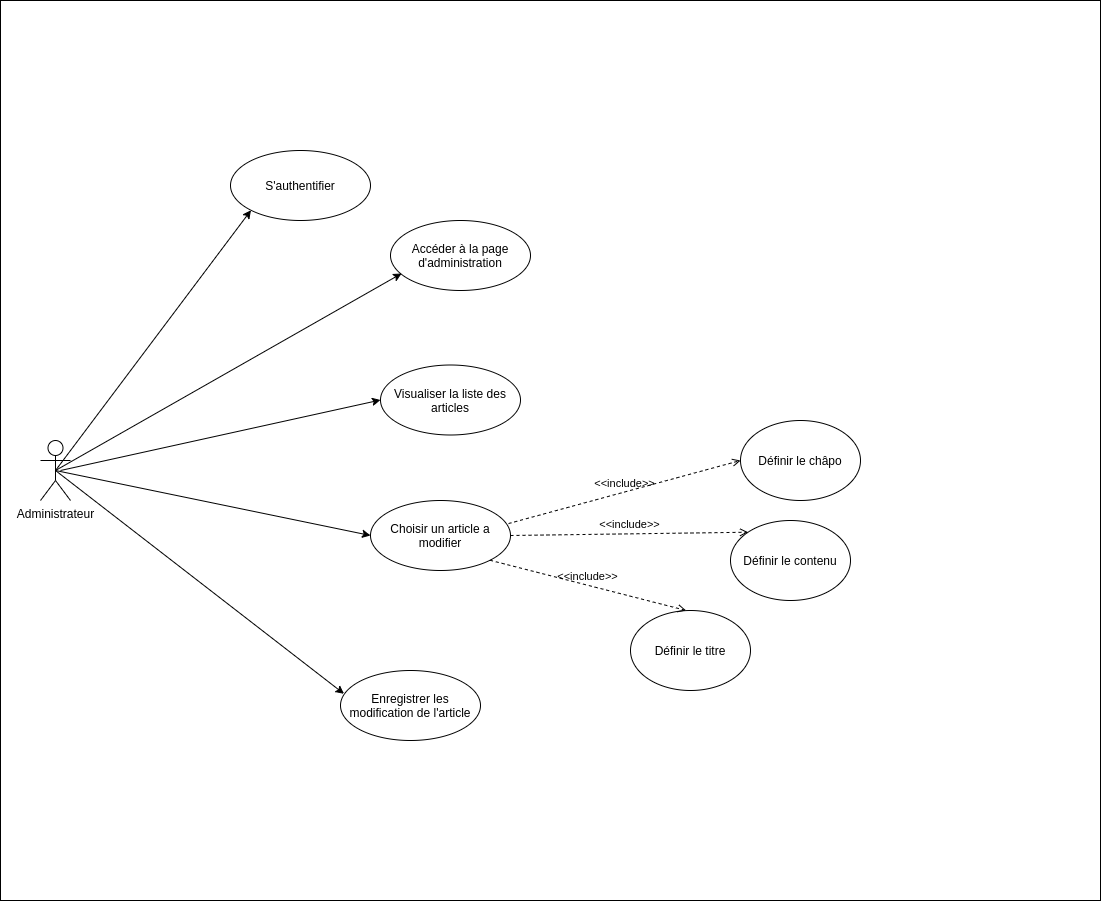 S'authentifier
Accéder à la page
d'administration
Visualiser la liste des
articles
Administrateur
Choisir un article a
modifier
<<include>>
Définir le châpo
<<include>>
Définir le contenu
<<include>>
Définir le titre
Enregistrer les
modification de l'article